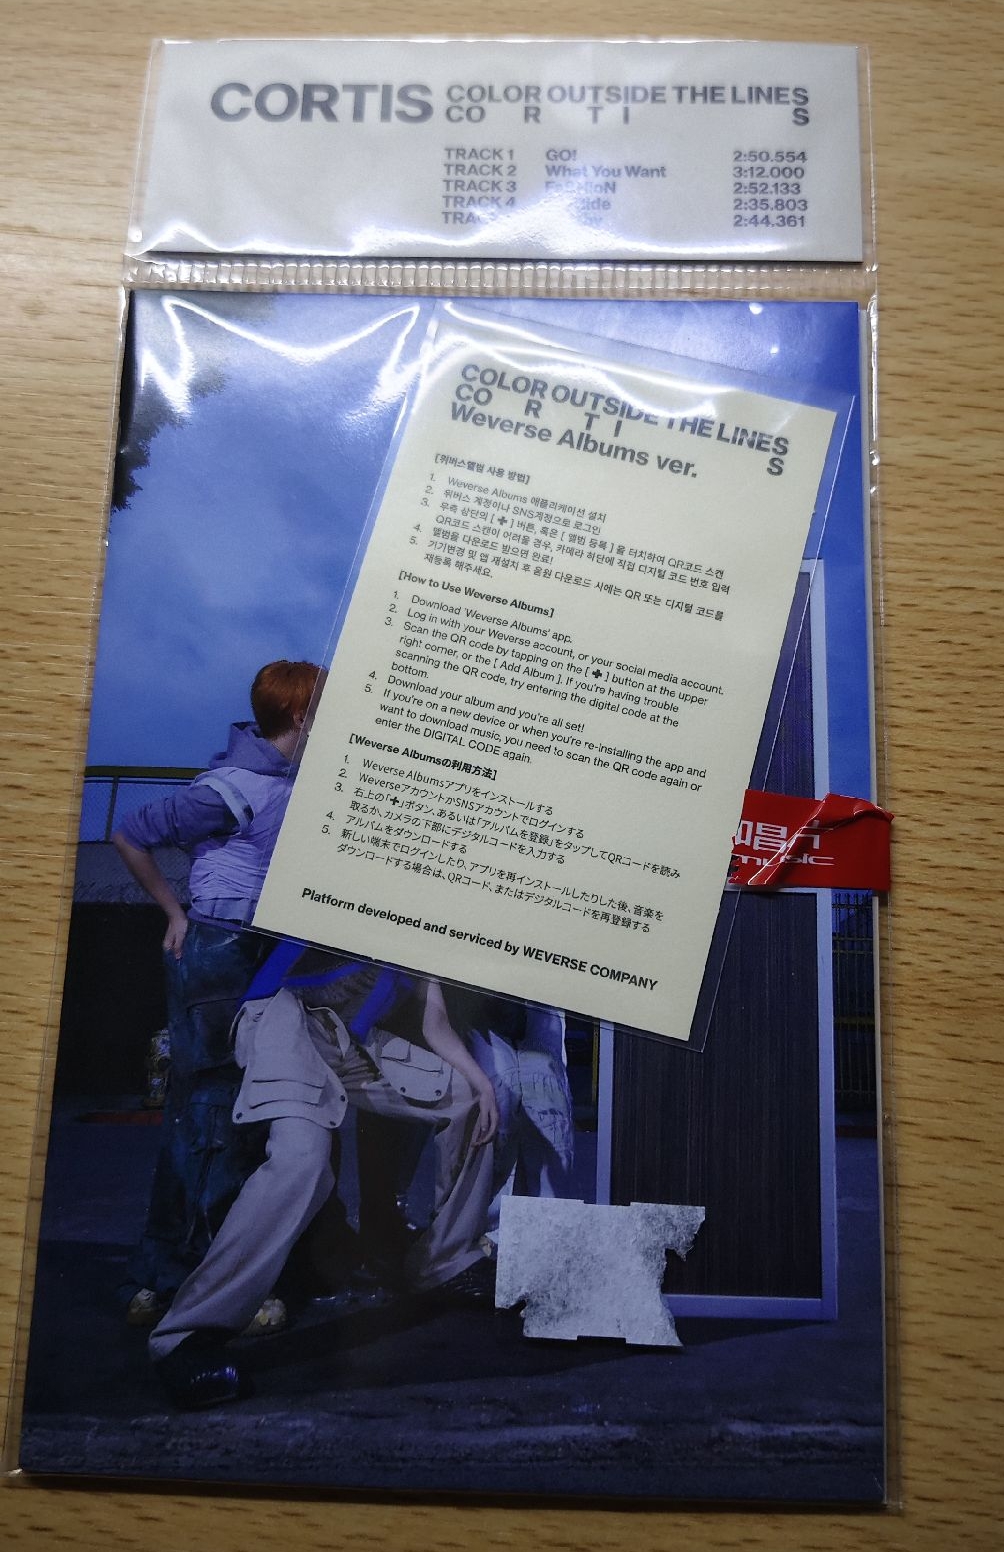 CORTIS COLOR OUTSIDE THE LINES
CO R T I S
TRACK 1 GO! 2:50.554
TRACK 2 What You Want 3:12.000
TRACK 3 FaSHioN 2:52.133
TRACK 4 2:35.803
2:44.361
COLOR OUTSIDE THE LINES
CO R T I S
Weverse Albums ver.
[위버스앨범 사용 방법]
1. Weverse Albums 애플리케이션 설치
2. 위버스 계정이나 SNS계정으로 로그인
3. 우측 상단의 [ ✚ ] 버튼, 혹은 [ 앨범 등록 ] 을 터치하여 QR코드 스캔
QR코드 스캔이 어려울 경우, 카메라 하단에 직접 디지털 코드 번호 입력
4. 앨범을 다운로드 받으면 완료!
5. 기기변경 및 앱 재설치 후 음원 다운로드 시에는 QR 또는 디지털 코드를
재등록 해주세요.
[How to Use Weverse Albums]
1. Download 'Weverse Albums' app.
2. Log in with your Weverse account, or your social media account.
3. Scan the QR code by tapping on the [ ✚ ] button at the upper
right corner, or the [ Add Album ]. If you're having trouble
scanning the QR code, try entering the digital code at the
bottom.
4. Download your album and you're all set!
5. If you're on a new device or when you're re-installing the app and
want to download music, you need to scan the QR code again or
enter the DIGITAL CODE again.
[Weverse Albumsの利用方法]
1. Weverse Albumsアプリをインストールする
2. WeverseアカウントかSNSアカウントでログインする
3. 右上の「✚」ボタン、あるいは「アルバムを登録」をタップしてQRコードを読み
取るか、カメラの下部にデジタルコードを入力する
4. アルバムをダウンロードする
5. 新しい端末でログインしたり、アプリを再インストールしたりした後、音楽を
ダウンロードする場合は、QRコード、またはデジタルコードを再登録する
Platform developed and serviced by WEVERSE COMPANY
唱片
music